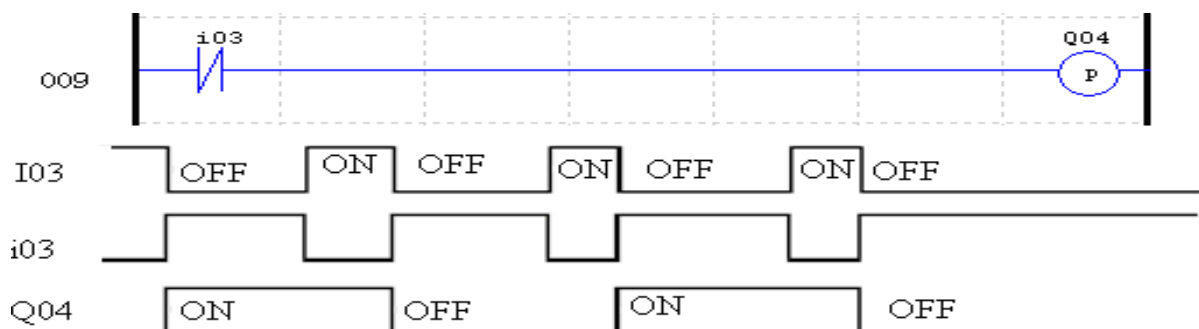 i03 Q04
009 P
I03 OFF ON OFF ON OFF ON OFF
i03
Q04 ON OFF ON OFF